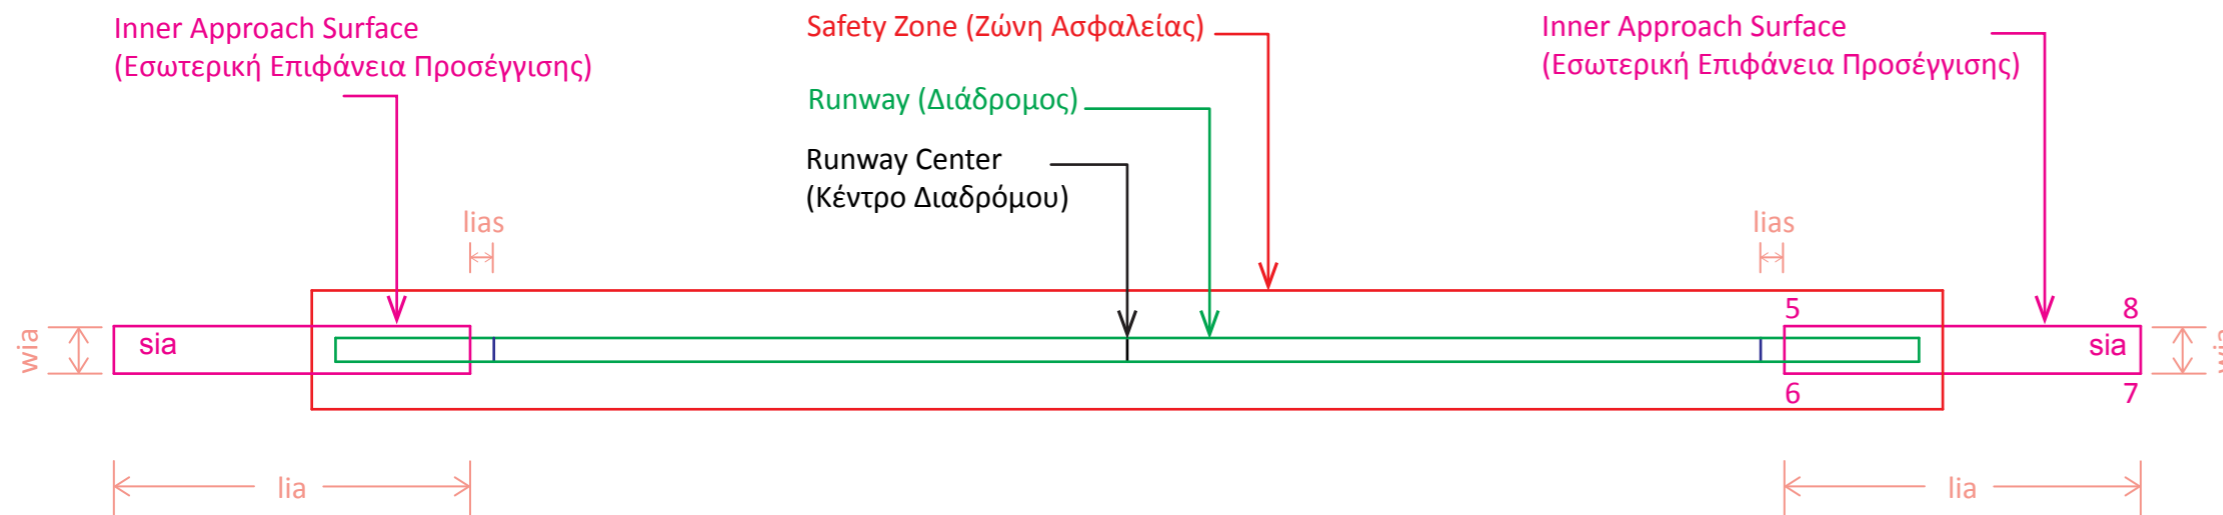 Inner Approach Surface
(Εσωτερική Επιφάνεια Προσέγγισης)
Safety Zone (Ζώνη Ασφαλείας)
Runway (Διάδρομος)
Runway Center
(Κέντρο Διαδρόμου)
Inner Approach Surface
(Εσωτερική Επιφάνεια Προσέγγισης)
lias
lias
wia
sia
5
8
sia
wia
6
7
lia
lia